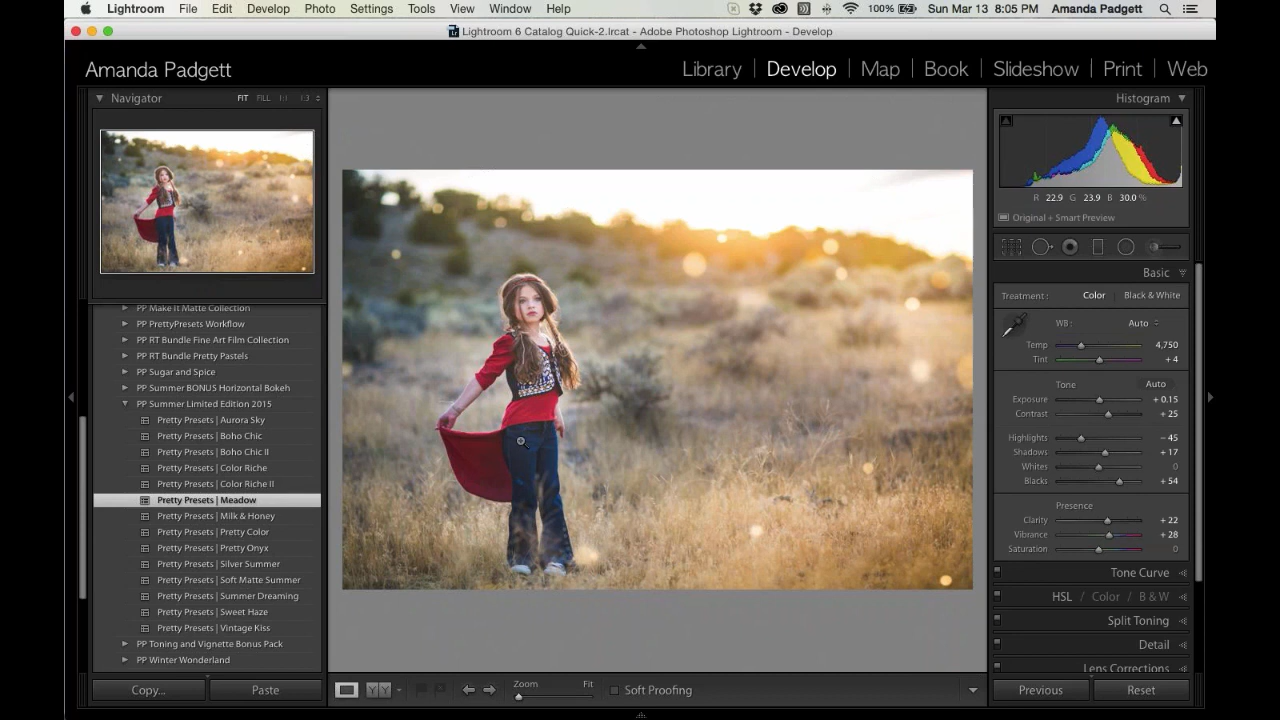 Lightroom File Edit Develop Photo Settings Tools View Window Help 100% Sun Mar 13 8:05 PM Amanda Padgett
Lightroom 6 Catalog Quick-2.lrcat - Adobe Photoshop Lightroom - Develop
Amanda Padgett Library | Develop | Map | Book | Slideshow | Print | Web
Navigator FIT FILL 1:1 1:3
Histogram
R 22.9 G 23.9 B 30.0 %
Original + Smart Preview
Basic
Treatment : Color Black & White
WB : Auto
Temp 4,750
Tint + 4
Tone Auto
Exposure + 0.15
Contrast + 25
Highlights - 45
Shadows + 17
Whites 0
Blacks + 54
Presence
Clarity + 22
Vibrance + 28
Saturation 0
Tone Curve
HSL / Color / B & W
Split Toning
Detail
Lens Corrections
Previous Reset
PP Make It Matte Collection
PP PrettyPresets Workflow
PP RT Bundle Fine Art Film Collection
PP RT Bundle Pretty Pastels
PP Sugar and Spice
PP Summer BONUS Horizontal Bokeh
PP Summer Limited Edition 2015
Pretty Presets | Aurora Sky
Pretty Presets | Boho Chic
Pretty Presets | Boho Chic II
Pretty Presets | Color Riche
Pretty Presets | Color Riche II
Pretty Presets | Meadow
Pretty Presets | Milk & Honey
Pretty Presets | Pretty Color
Pretty Presets | Pretty Onyx
Pretty Presets | Silver Summer
Pretty Presets | Soft Matte Summer
Pretty Presets | Summer Dreaming
Pretty Presets | Sweet Haze
Pretty Presets | Vintage Kiss
PP Toning and Vignette Bonus Pack
PP Winter Wonderland
Copy... Paste
YY Zoom Fit Soft Proofing